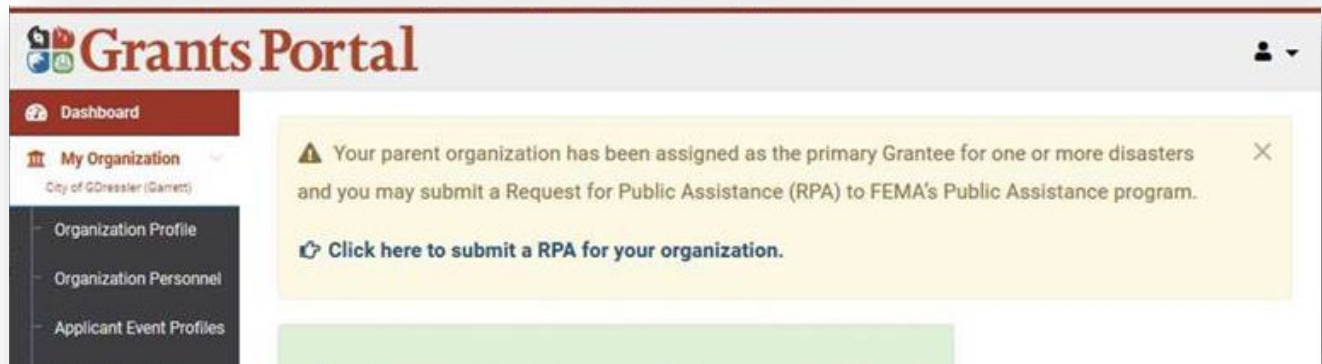 Grants Portal
Dashboard
My Organization
City of GDressler (Garrett)
Organization Profile
Organization Personnel
Applicant Event Profiles
Your parent organization has been assigned as the primary Grantee for one or more disasters
and you may submit a Request for Public Assistance (RPA) to FEMA's Public Assistance program.
Click here to submit a RPA for your organization.